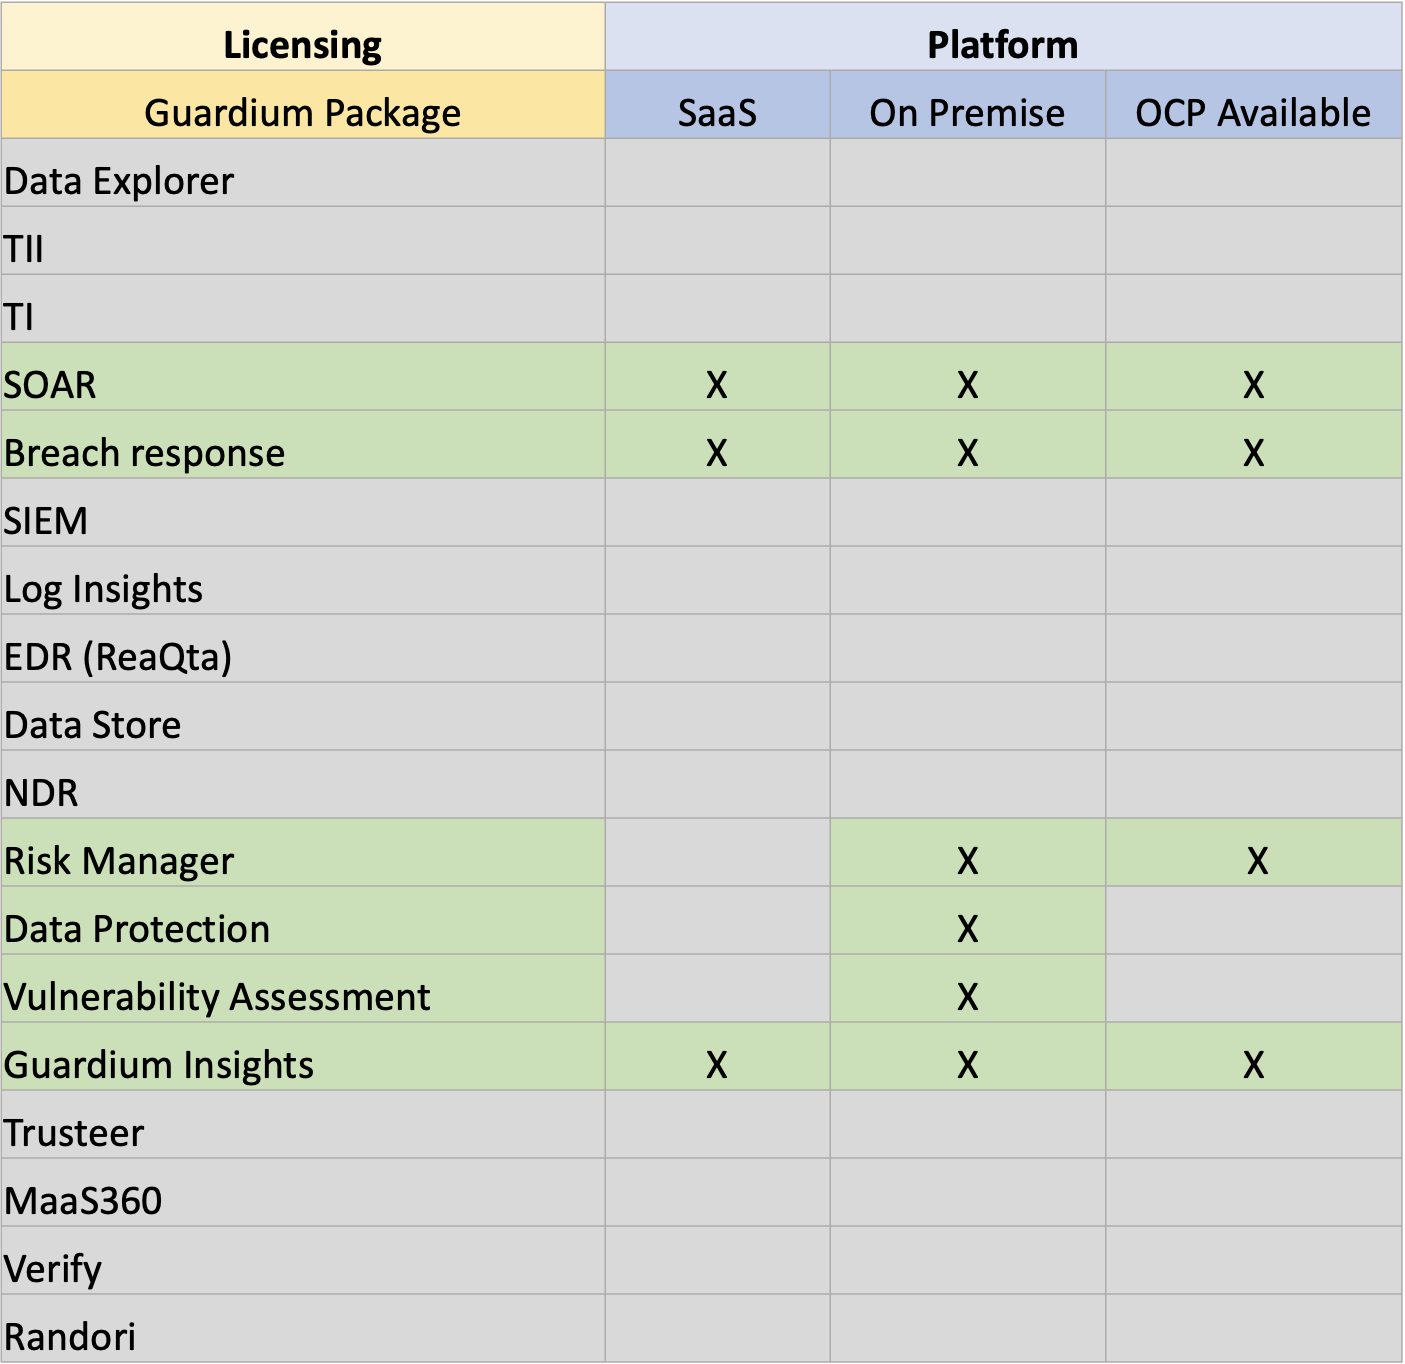 Licensing Platform
Guardium Package SaaS On Premise OCP Available
Data Explorer
TII
TI
SOAR X X X
Breach response X X X
SIEM
Log Insights
EDR (ReaQta)
Data Store
NDR
Risk Manager X X
Data Protection X
Vulnerability Assessment X
Guardium Insights X X X
Trusteer
MaaS360
Verify
Randori